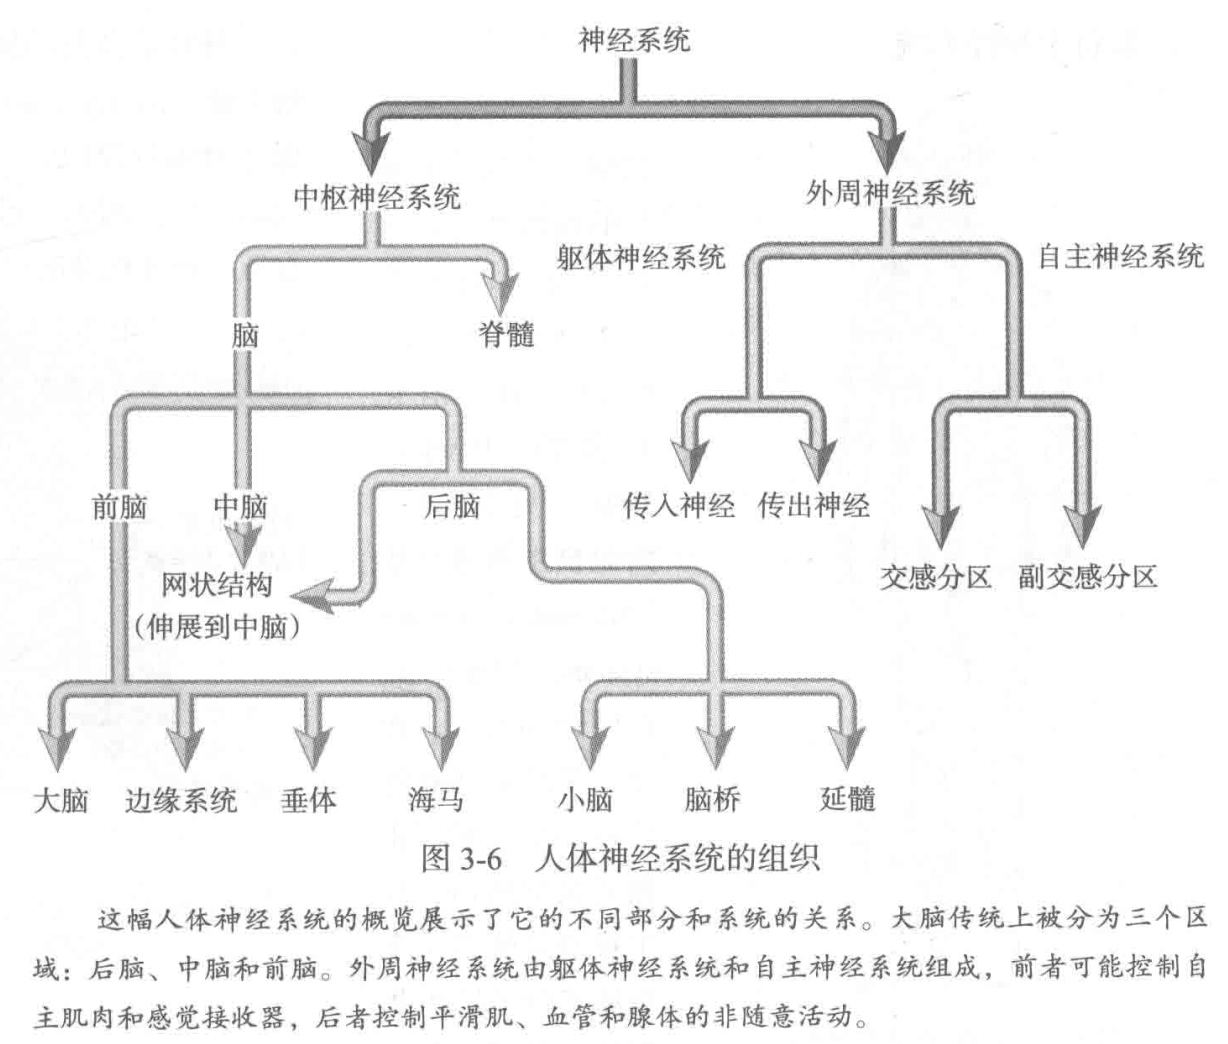 神经系统
中枢神经系统
外周神经系统
躯体神经系统
自主神经系统
脑
脊髓
前脑
中脑
后脑
传入神经
传出神经
网状结构
(伸展到中脑)
交感分区
副交感分区
大脑
边缘系统
垂体
海马
小脑
脑桥
延髓
图 3-6 人体神经系统的组织
这幅人体神经系统的概览展示了它的不同部分和系统的关系。大脑传统上被分为三个区
域：后脑、中脑和前脑。外周神经系统由躯体神经系统和自主神经系统组成，前者可能控制自
主肌肉和感觉接收器，后者控制平滑肌、血管和腺体的非随意活动。